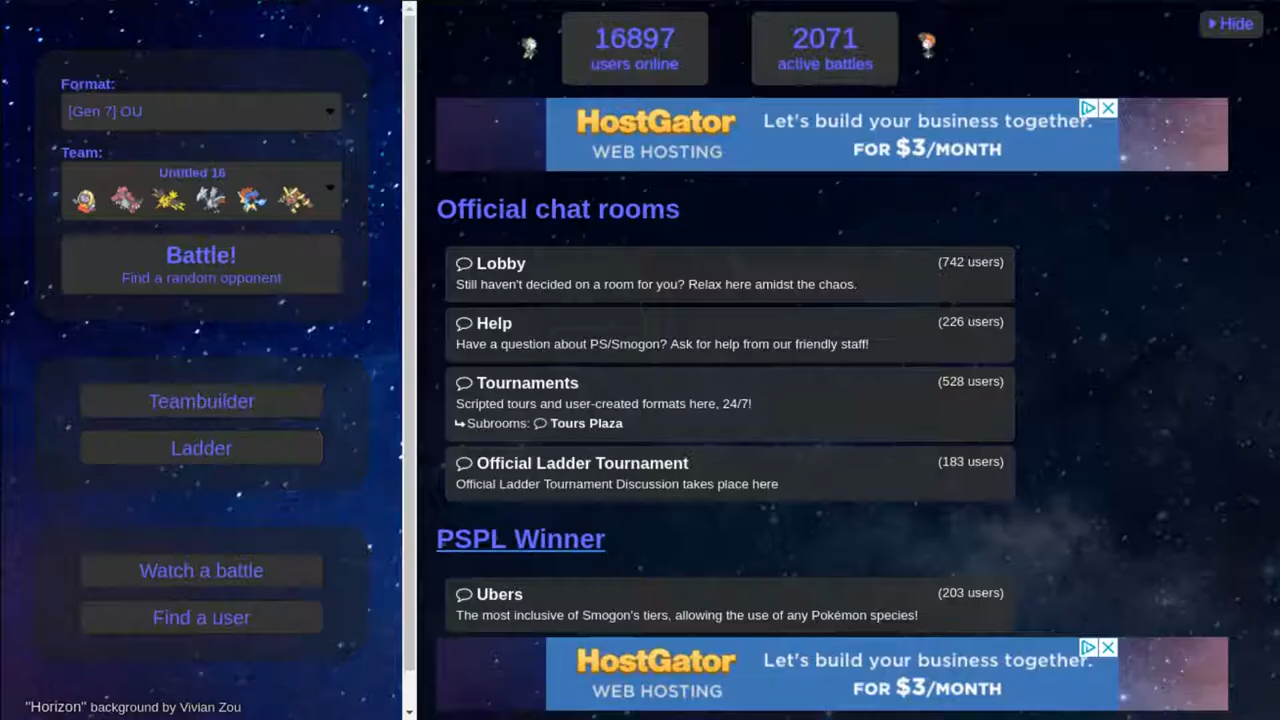 Format:
[Gen 7] OU
Team:
Untitled 16
Battle!
Find a random opponent
Teambuilder
Ladder
Watch a battle
Find a user
"Horizon" background by Vivian Zou
16897
users online
2071
active battles
Hide
HostGator
WEB HOSTING
Let's build your business together.
FOR $3/MONTH
Official chat rooms
Lobby
(742 users)
Still haven't decided on a room for you? Relax here amidst the chaos.
Help
(226 users)
Have a question about PS/Smogon? Ask for help from our friendly staff!
Tournaments
(528 users)
Scripted tours and user-created formats here, 24/7!
Subrooms: Tours Plaza
Official Ladder Tournament
(183 users)
Official Ladder Tournament Discussion takes place here
PSPL Winner
Ubers
(203 users)
The most inclusive of Smogon's tiers, allowing the use of any Pokémon species!
HostGator
WEB HOSTING
Let's build your business together.
FOR $3/MONTH